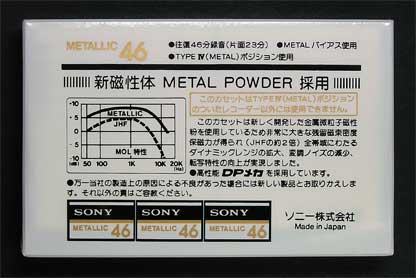 METALLIC 46
●往復46分録音(片面23分) ●METALバイアス使用
●TYPE Ⅳ(METAL)ポジション使用
新磁性体 METAL POWDER 採用
このカセットはTYPEⅣ(METAL)ポジション
のついたレコーダー以外には使用できません。
このカセットは新しく開発した金属微粒子磁性
粉を使用しているため非常に大きな残留磁束密度
保磁力が得られ(JHFの約2倍)全帯域にわたる
ダイナミックレンジの拡大、変調ノイズの減少、
転写特性の向上が実現しました。
●高性能 DPメカ を採用しています。
+10
+5
0
-5
-10
METALLIC
JHF
MOL 特性
50 100 1K 10K 20K
(Hz)
●万一当社の製造上の原因による不良があった場合には新しい製品とお取りかえしま
す。それ以外の責はご容赦ください。
SONY SONY SONY
METALLIC 46 METALLIC 46 METALLIC 46
ソニー株式会社
Made in Japan